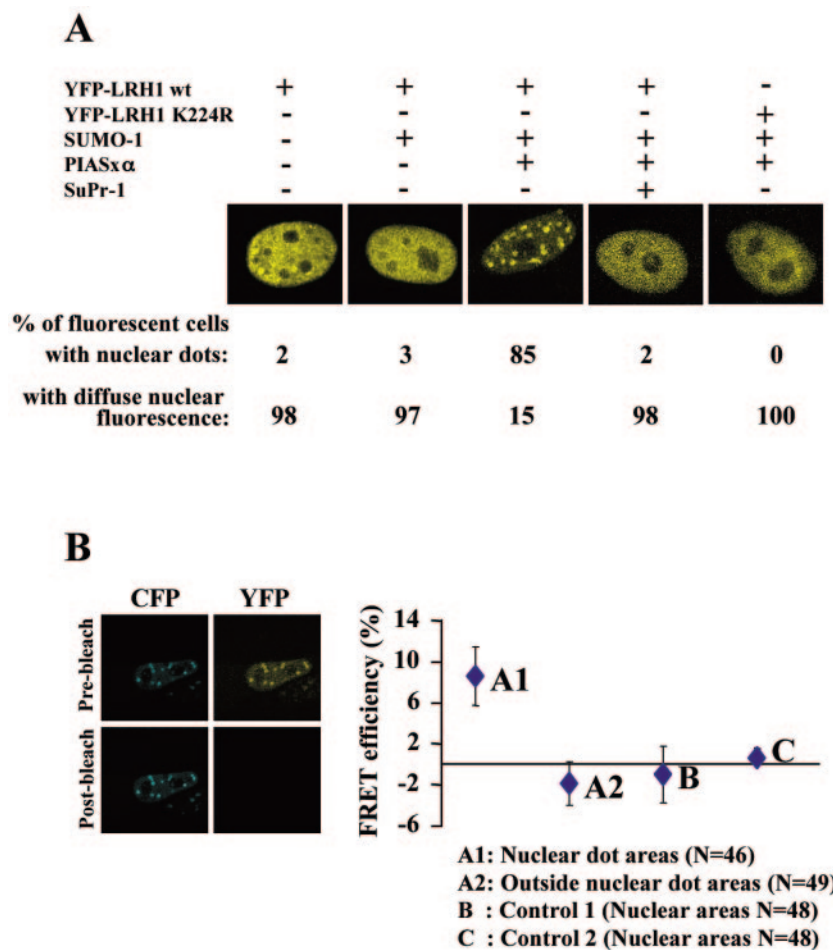 A
YFP-LRH1 wt + + + + -
YFP-LRH1 K224R - - - - +
SUMO-1 - + + + +
PIASxα - - + + +
SuPr-1 - - - + -
% of fluorescent cells
with nuclear dots: 2 3 85 2 0
with diffuse nuclear
fluorescence: 98 97 15 98 100
B
CFP YFP
Pre-bleach
Post-bleach
FRET efficiency (%)
14
10
6
2
-2
-6
A1
A2
B
C
A1: Nuclear dot areas (N=46)
A2: Outside nuclear dot areas (N=49)
B : Control 1 (Nuclear areas N=48)
C : Control 2 (Nuclear areas N=48)